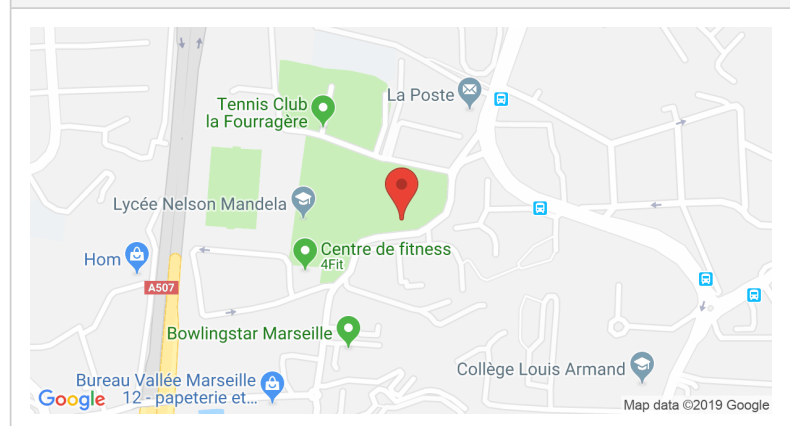 La Poste
Tennis Club
la Fourragère
Lycée Nelson Mandela
Centre de fitness
4Fit
Hom
A507
Bowlingstar Marseille
Collège Louis Armand
Bureau Vallée Marseille
12 - papeterie et...
Google
Map data ©2019 Google